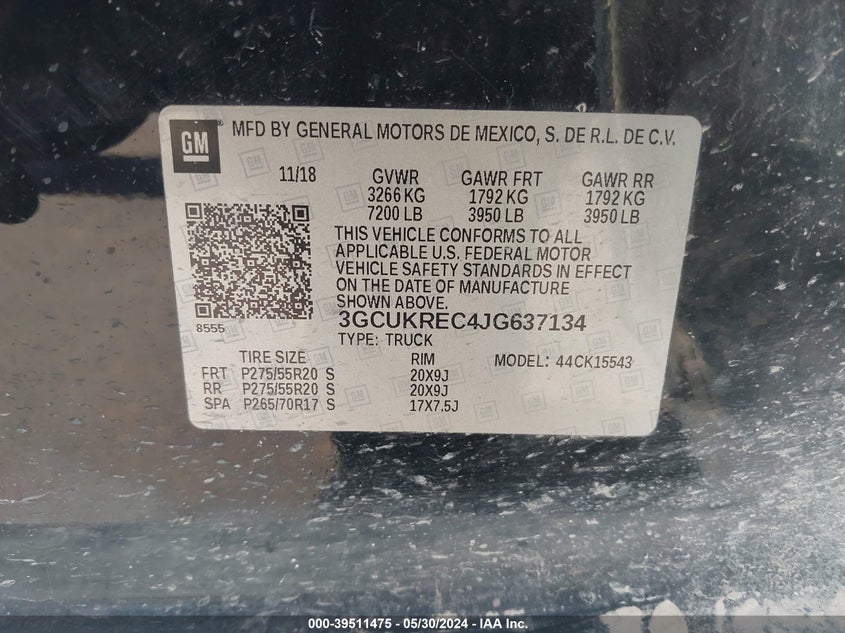 GM ® MFD BY GENERAL MOTORS DE MEXICO, S. DE R.L. DE C.V.
11/18 GVWR GAWR FRT GAWR RR
3266 KG 1792 KG 1792 KG
7200 LB 3950 LB 3950 LB
THIS VEHICLE CONFORMS TO ALL
APPLICABLE U.S. FEDERAL MOTOR
VEHICLE SAFETY STANDARDS IN EFFECT
ON THE DATE OF MANUFACTURE
SHOWN ABOVE.
8555
3GCUKREC4JG637134
TYPE: TRUCK
TIRE SIZE RIM MODEL: 44CK15543
FRT P275/55R20 S 20X9J
RR P275/55R20 S 20X9J
SPA P265/70R17 S 17X7.5J
000-39511475 - 05/30/2024 - IAA, Inc.